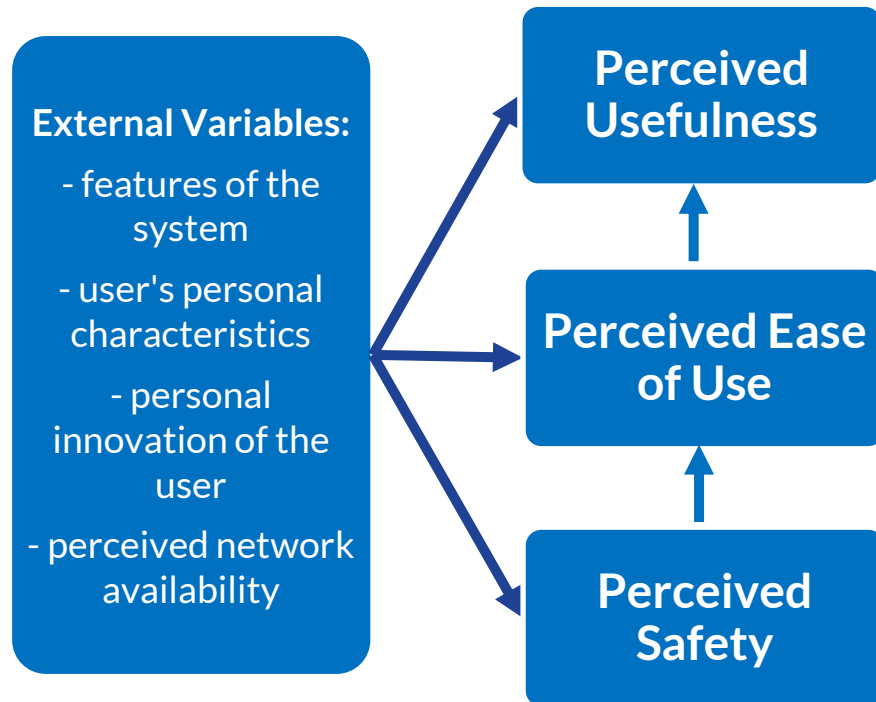 External Variables:
- features of the
system
- user's personal
characteristics
- personal
innovation of the
user
- perceived network
availability
Perceived
Usefulness
Perceived Ease
of Use
Perceived
Safety